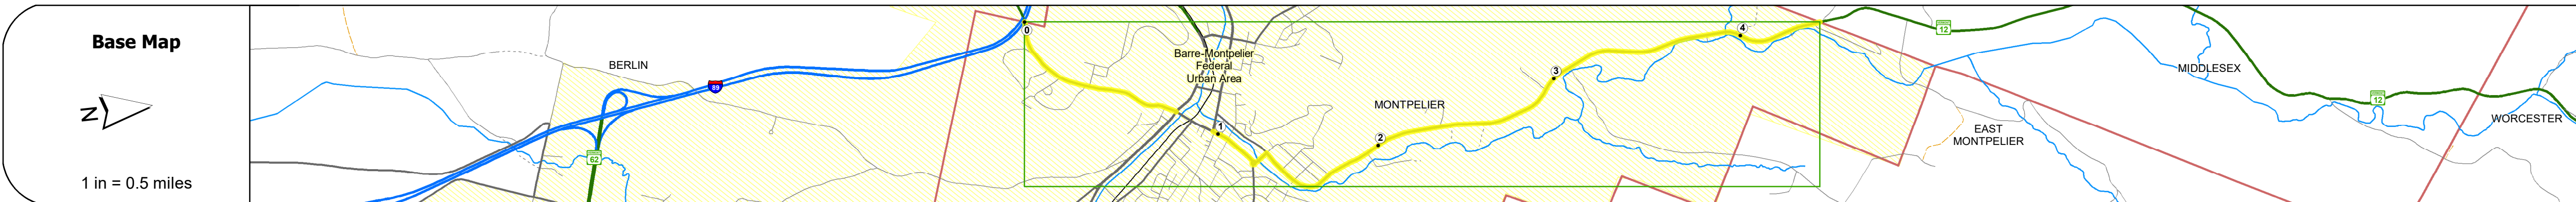 Base Map
N
1 in = 0.5 miles
BERLIN
89
62
0
Barre-Montpelier
Federal
Urban Area
1
2
MONTPELIER
3
4
12
EAST
MONTPELIER
MIDDLESEX
12
WORCESTER